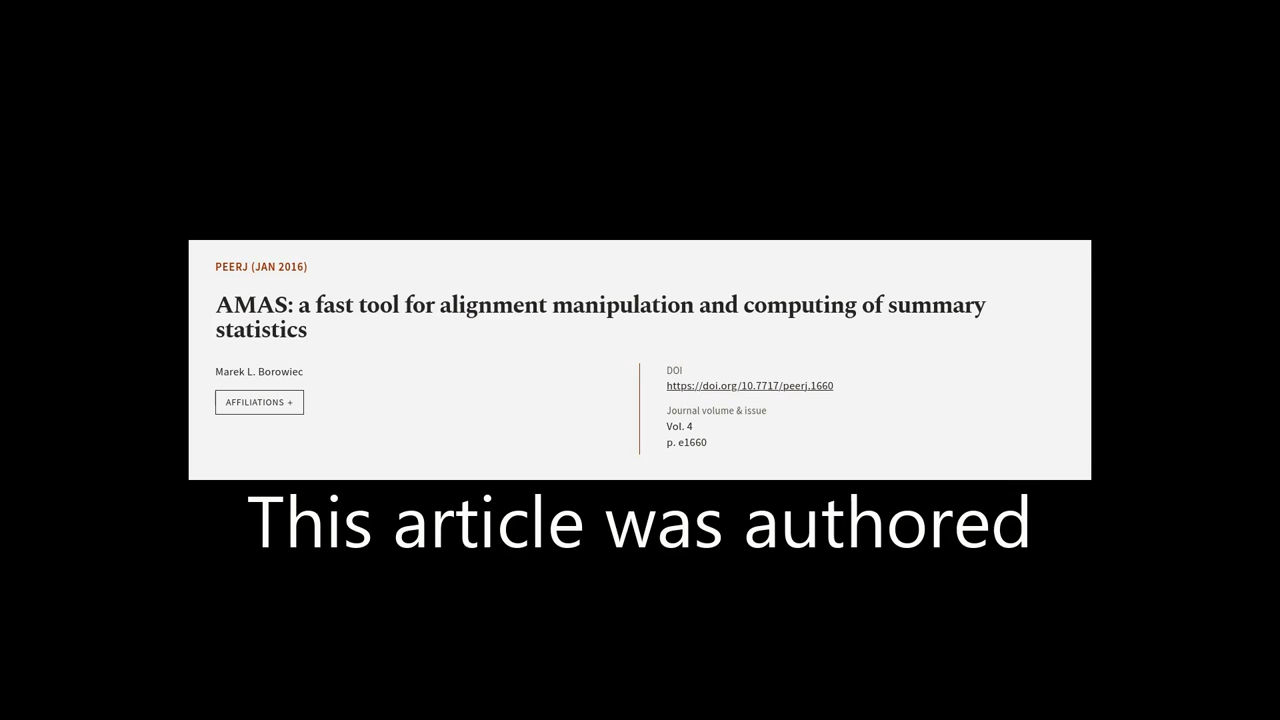 PEERJ (JAN 2016)
AMAS: a fast tool for alignment manipulation and computing of summary
statistics
Marek L. Borowiec
AFFILIATIONS +
DOI
https://doi.org/10.7717/peerj.1660
Journal volume & issue
Vol. 4
p. e1660
This article was authored